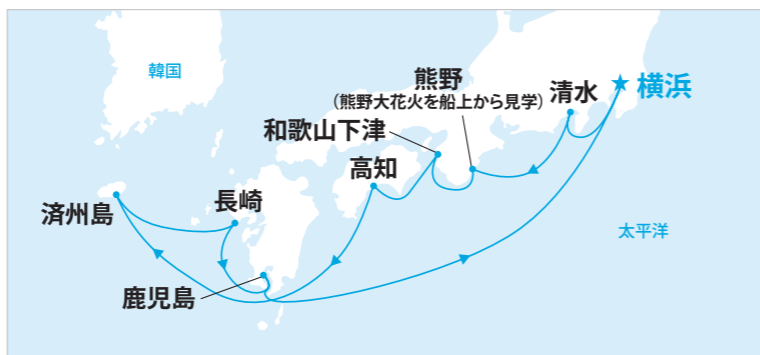 韓国
熊野
(熊野大花火を船上から見学)
清水
横浜
和歌山下津
高知
長崎
済州島
太平洋
鹿児島